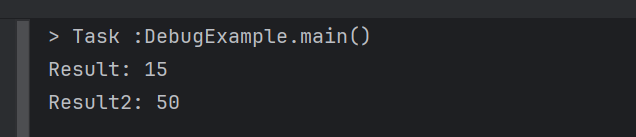 > Task :DebugExample.main()
Result: 15
Result2: 50